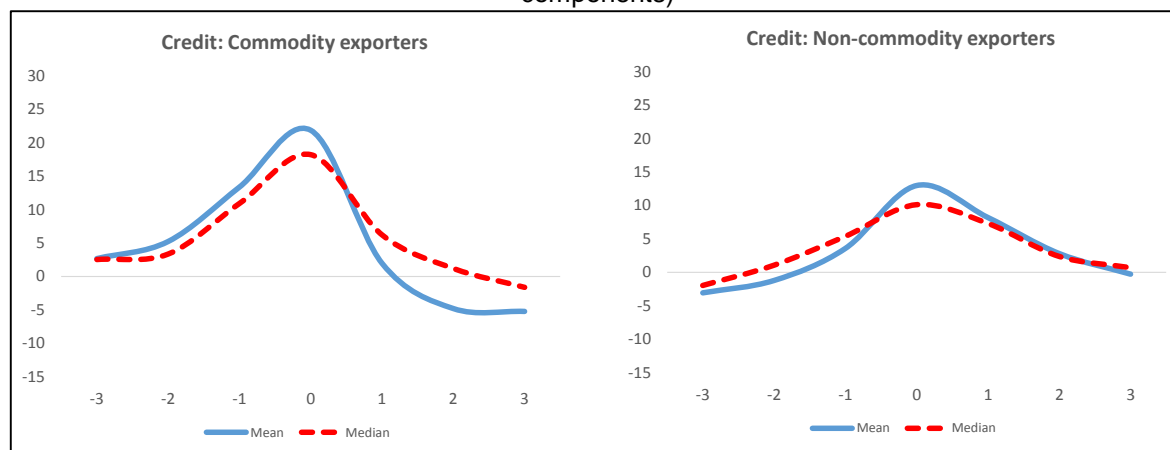 components)
Credit: Commodity exporters
30
25
20
15
10
5
0
-5
-10
-15
-3 -2 -1 0 1 2 3
Mean Median
Credit: Non-commodity exporters
30
25
20
15
10
5
0
-5
-10
-15
-3 -2 -1 0 1 2 3
Mean Median